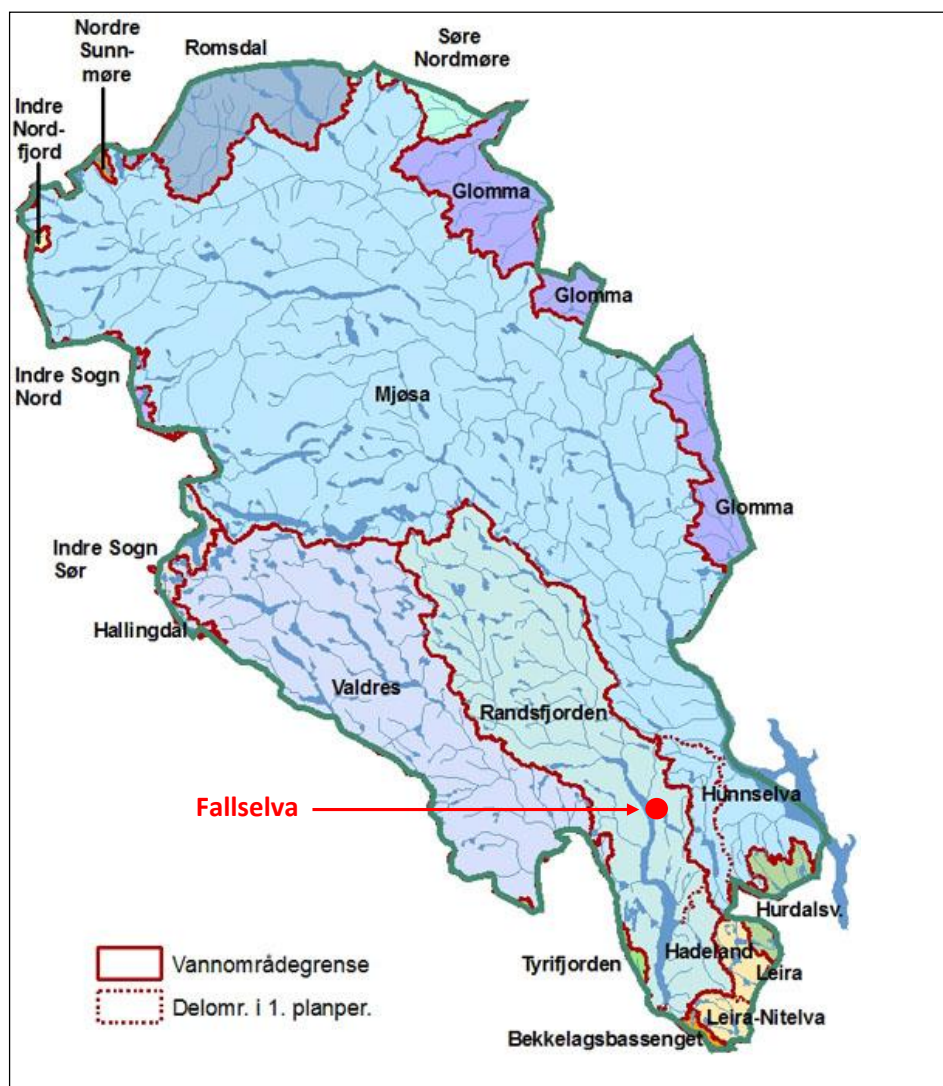 Nordre
Sunn-
møre
Romsdal
Søre
Nordmøre
Indre
Nord-
fjord
Glomma
Glomma
Indre Sogn
Nord
Mjøsa
Glomma
Indre Sogn
Sør
Hallingdal
Valdres
Randsfjorden
Fallselva
Hunnselva
Hurdalsv.
Vannområdegrense
Tyrifjorden
Hadeland
Leira
Delomr. i 1. planper.
Leira-Nitelva
Bekkelagsbassenget